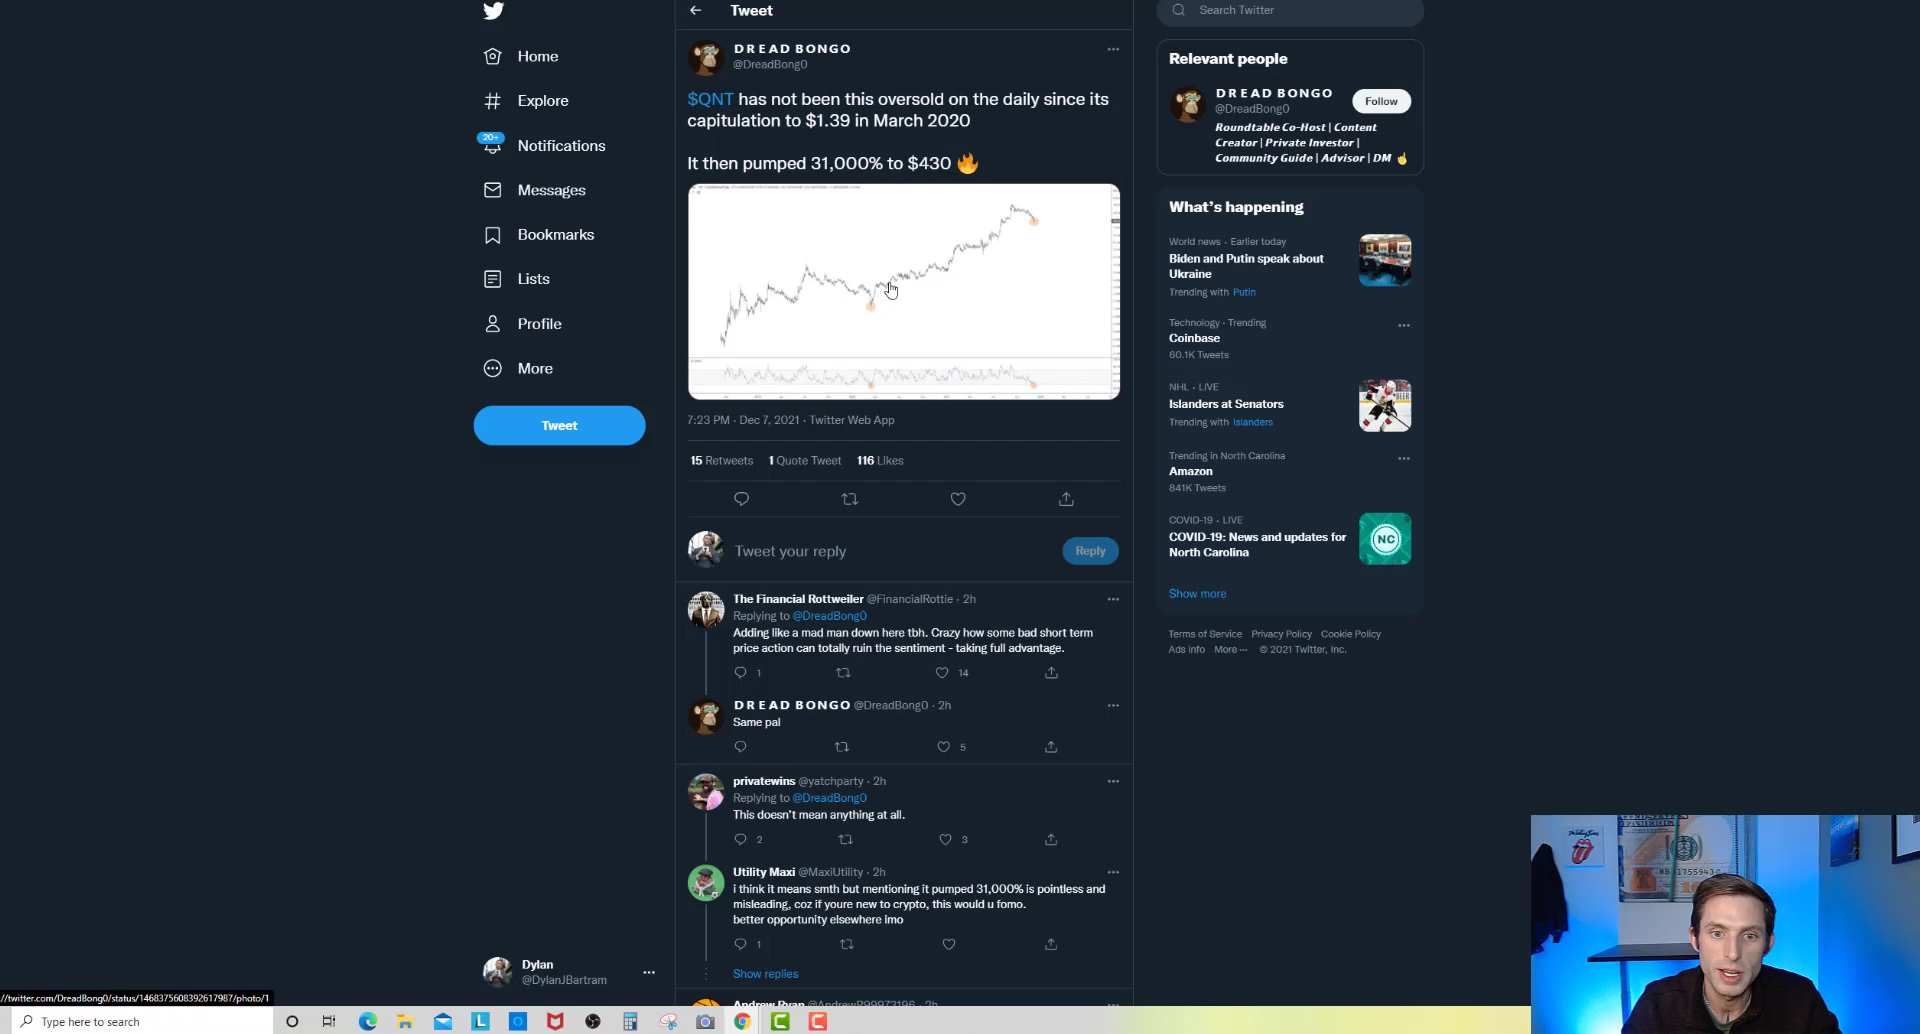 Home
Explore
20+
Notifications
Messages
Bookmarks
Lists
Profile
More
Tweet
Dylan
@DylanJBartram
Tweet
D R E A D BONGO
@DreadBong0
$QNT has not been this oversold on the daily since its
capitulation to $1.39 in March 2020
It then pumped 31,000% to $430 🔥
7:23 PM · Dec 7, 2021 · Twitter Web App
15 Retweets 1 Quote Tweet 116 Likes
Tweet your reply
Reply
The Financial Rottweiler @FinancialRottie · 2h
Replying to @DreadBong0
Adding like a mad man down here tbh. Crazy how some bad short term
price action can totally ruin the sentiment - taking full advantage.
1 14
D R E A D BONGO @DreadBong0 · 2h
Same pal
5
privatewins @yatchparty · 2h
Replying to @DreadBong0
This doesn't mean anything at all.
2 3
Utility Maxi @MaxiUtility · 2h
i think it means smth but mentioning it pumped 31,000% is pointless and
misleading, coz if youre new to crypto, this would u fomo.
better opportunity elsewhere imo
1
Show replies
Andrew Ryan @AndrewR99973196 · 2h
Search Twitter
Relevant people
D R E A D BONGO
@DreadBong0
Follow
Roundtable Co-Host | Content
Creator | Private Investor |
Community Guide | Advisor | DM ☝
What's happening
World news · Earlier today
Biden and Putin speak about
Ukraine
Trending with Putin
Technology · Trending
Coinbase
60.1K Tweets
NHL · LIVE
Islanders at Senators
Trending with Islanders
Trending in North Carolina
Amazon
841K Tweets
COVID-19 · LIVE
COVID-19: News and updates for
North Carolina
NC
Show more
Terms of Service Privacy Policy Cookie Policy
Ads info More ··· © 2021 Twitter, Inc.
//twitter.com/DreadBong0/status/1468375608392617987/photo/1
Type here to search